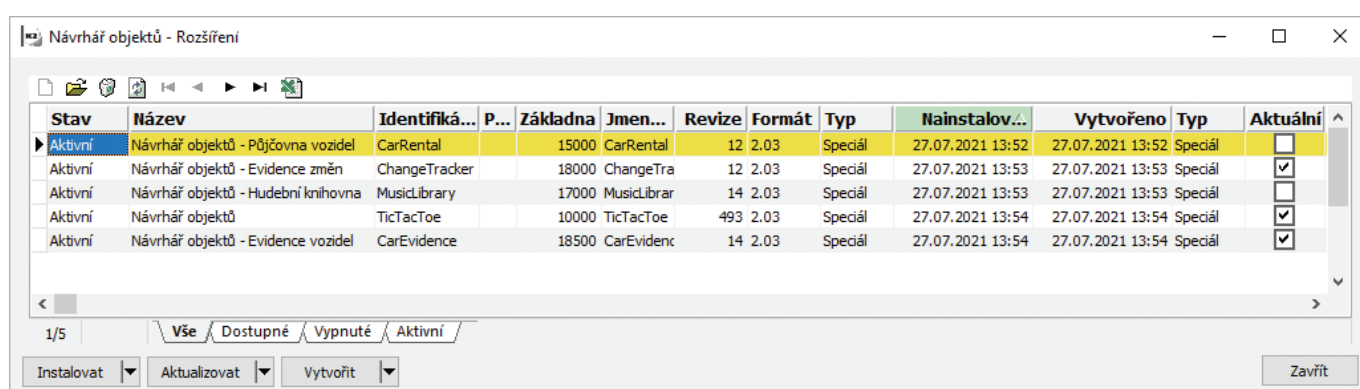 K2 Návrhář objektů - Rozšíření
Stav Název Identifiká... P... Základna Jmen... Revize Formát Typ Nainstalov... Vytvořeno Typ Aktuální
Aktivní Návrhář objektů - Půjčovna vozidel CarRental 15000 CarRental 12 2.03 Speciál 27.07.2021 13:52 27.07.2021 13:52 Speciál
Aktivní Návrhář objektů - Evidence změn ChangeTracker 18000 ChangeTra 12 2.03 Speciál 27.07.2021 13:53 27.07.2021 13:53 Speciál
Aktivní Návrhář objektů - Hudební knihovna MusicLibrary 17000 MusicLibrar 14 2.03 Speciál 27.07.2021 13:53 27.07.2021 13:53 Speciál
Aktivní Návrhář objektů TicTacToe 10000 TicTacToe 493 2.03 Speciál 27.07.2021 13:54 27.07.2021 13:54 Speciál
Aktivní Návrhář objektů - Evidence vozidel CarEvidence 18500 CarEvidenc 14 2.03 Speciál 27.07.2021 13:54 27.07.2021 13:54 Speciál
1/5 Vše Dostupné Vypnuté Aktivní
Instalovat Aktualizovat Vytvořit Zavřít